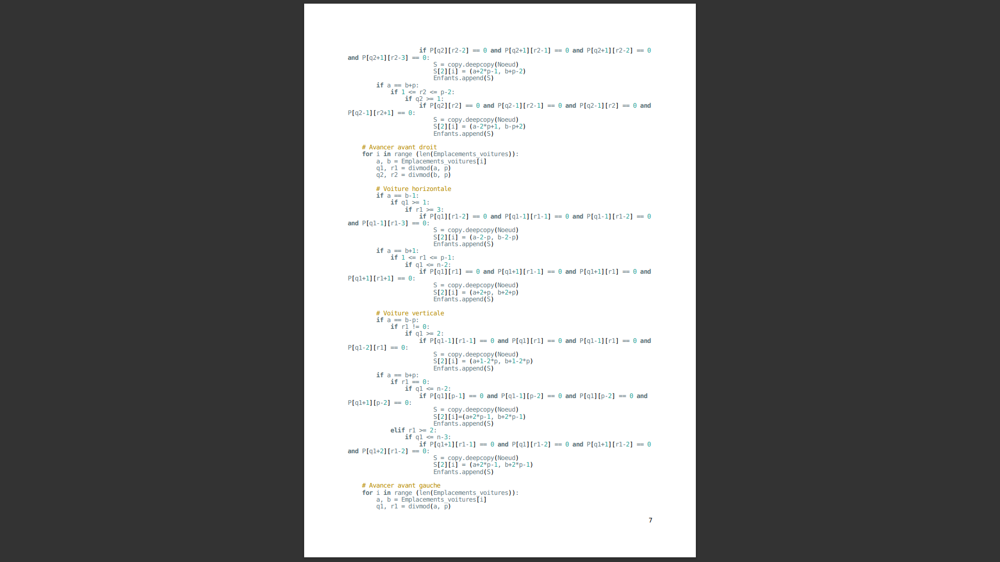 if P[q2][r2-2] == 0 and P[q2+1][r2-1] == 0 and P[q2+1][r2-2] == 0
and P[q2+1][r2-3] == 0:
S = copy.deepcopy(Noeud)
S[2][i] = (a+2*p-1, b+p-2)
Enfants.append(S)
if a == b+p:
if 1 <= r2 <= p-2:
if q2 >= 1:
if P[q2][r2] == 0 and P[q2-1][r2-1] == 0 and P[q2-1][r2] == 0 and
P[q2-1][r2+1] == 0:
S = copy.deepcopy(Noeud)
S[2][i] = (a-2*p+1, b-p+2)
Enfants.append(S)
# Avancer avant droit
for i in range (len(Emplacements_voitures)):
a, b = Emplacements_voitures[i]
q1, r1 = divmod(a, p)
q2, r2 = divmod(b, p)
# Voiture horizontale
if a == b-1:
if q1 >= 1:
if r1 >= 3:
if P[q1][r1-2] == 0 and P[q1-1][r1-1] == 0 and P[q1-1][r1-2] == 0
and P[q1-1][r1-3] == 0:
S = copy.deepcopy(Noeud)
S[2][i] = (a-2-p, b-2-p)
Enfants.append(S)
if a == b+1:
if 1 <= r1 <= p-1:
if q1 <= n-2:
if P[q1][r1] == 0 and P[q1+1][r1-1] == 0 and P[q1+1][r1] == 0 and
P[q1+1][r1+1] == 0:
S = copy.deepcopy(Noeud)
S[2][i] = (a+2+p, b+2+p)
Enfants.append(S)
# Voiture verticale
if a == b-p:
if r1 != 0:
if q1 >= 2:
if P[q1-1][r1-1] == 0 and P[q1][r1] == 0 and P[q1-1][r1] == 0 and
P[q1-2][r1] == 0:
S = copy.deepcopy(Noeud)
S[2][i] = (a+1-2*p, b+1-2*p)
Enfants.append(S)
if a == b+p:
if r1 == 0:
if q1 <= n-2:
if P[q1][p-1] == 0 and P[q1-1][p-2] == 0 and P[q1][p-2] == 0 and
P[q1+1][p-2] == 0:
S = copy.deepcopy(Noeud)
S[2][i]=(a+2*p-1, b+2*p-1)
Enfants.append(S)
elif r1 >= 2:
if q1 <= n-3:
if P[q1+1][r1-1] == 0 and P[q1][r1-2] == 0 and P[q1+1][r1-2] == 0
and P[q1+2][r1-2] == 0:
S = copy.deepcopy(Noeud)
S[2][i] = (a+2*p-1, b+2*p-1)
Enfants.append(S)
# Avancer avant gauche
for i in range (len(Emplacements_voitures)):
a, b = Emplacements_voitures[i]
q1, r1 = divmod(a, p)
7